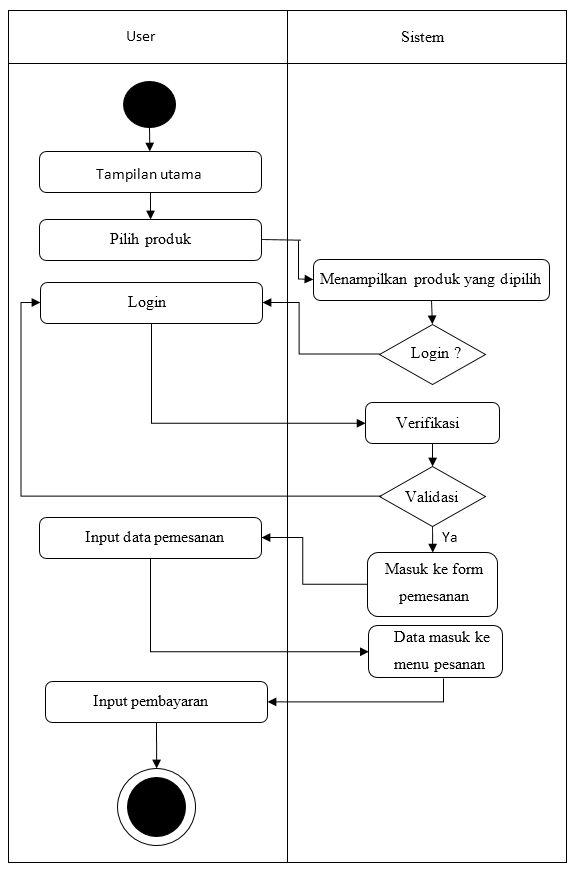 User
Sistem
Tampilan utama
Pilih produk
Menampilkan produk yang dipilih
Login
Login ?
Verifikasi
Validasi
Ya
Input data pemesanan
Masuk ke form
pemesanan
Data masuk ke
menu pesanan
Input pembayaran